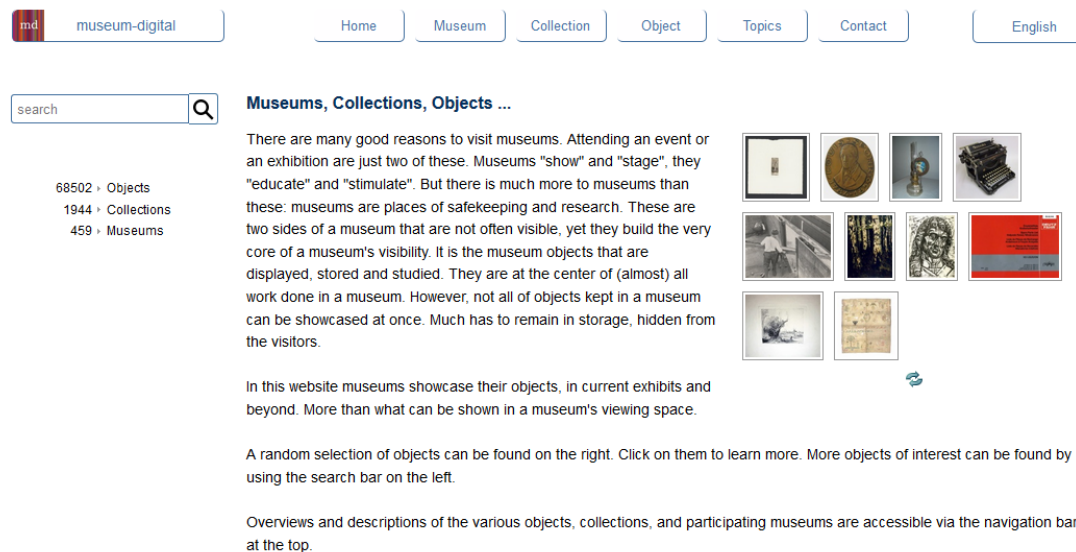 md museum-digital Home Museum Collection Object Topics Contact English
search
68502 Objects
1944 Collections
459 Museums
Museums, Collections, Objects ...
There are many good reasons to visit museums. Attending an event or
an exhibition are just two of these. Museums "show" and "stage", they
"educate" and "stimulate". But there is much more to museums than
these: museums are places of safekeeping and research. These are
two sides of a museum that are not often visible, yet they build the very
core of a museum's visibility. It is the museum objects that are
displayed, stored and studied. They are at the center of (almost) all
work done in a museum. However, not all of objects kept in a museum
can be showcased at once. Much has to remain in storage, hidden from
the visitors.
In this website museums showcase their objects, in current exhibits and
beyond. More than what can be shown in a museum's viewing space.
A random selection of objects can be found on the right. Click on them to learn more. More objects of interest can be found by
using the search bar on the left.
Overviews and descriptions of the various objects, collections, and participating museums are accessible via the navigation bar
at the top.